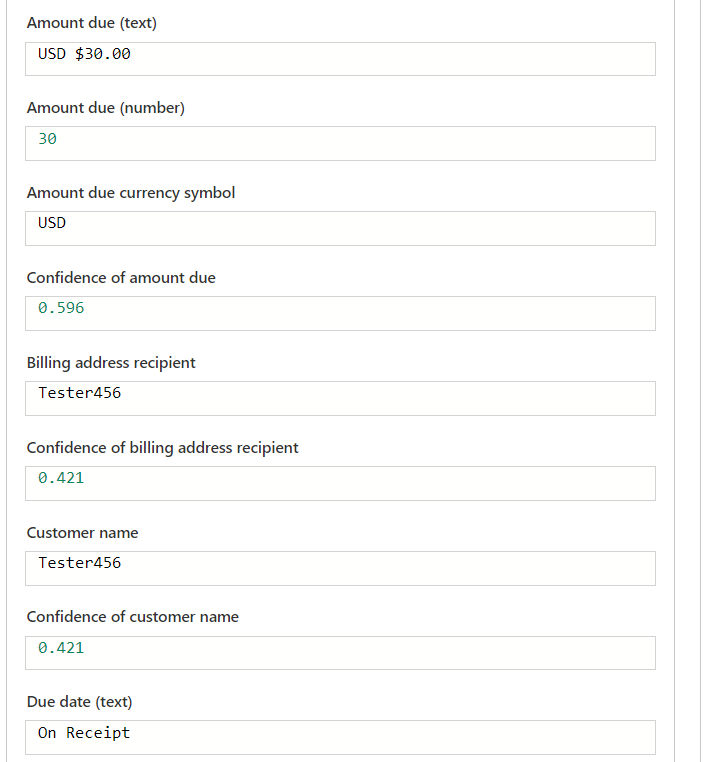 Amount due (text)
USD $30.00
Amount due (number)
30
Amount due currency symbol
USD
Confidence of amount due
0.596
Billing address recipient
Tester456
Confidence of billing address recipient
0.421
Customer name
Tester456
Confidence of customer name
0.421
Due date (text)
On Receipt